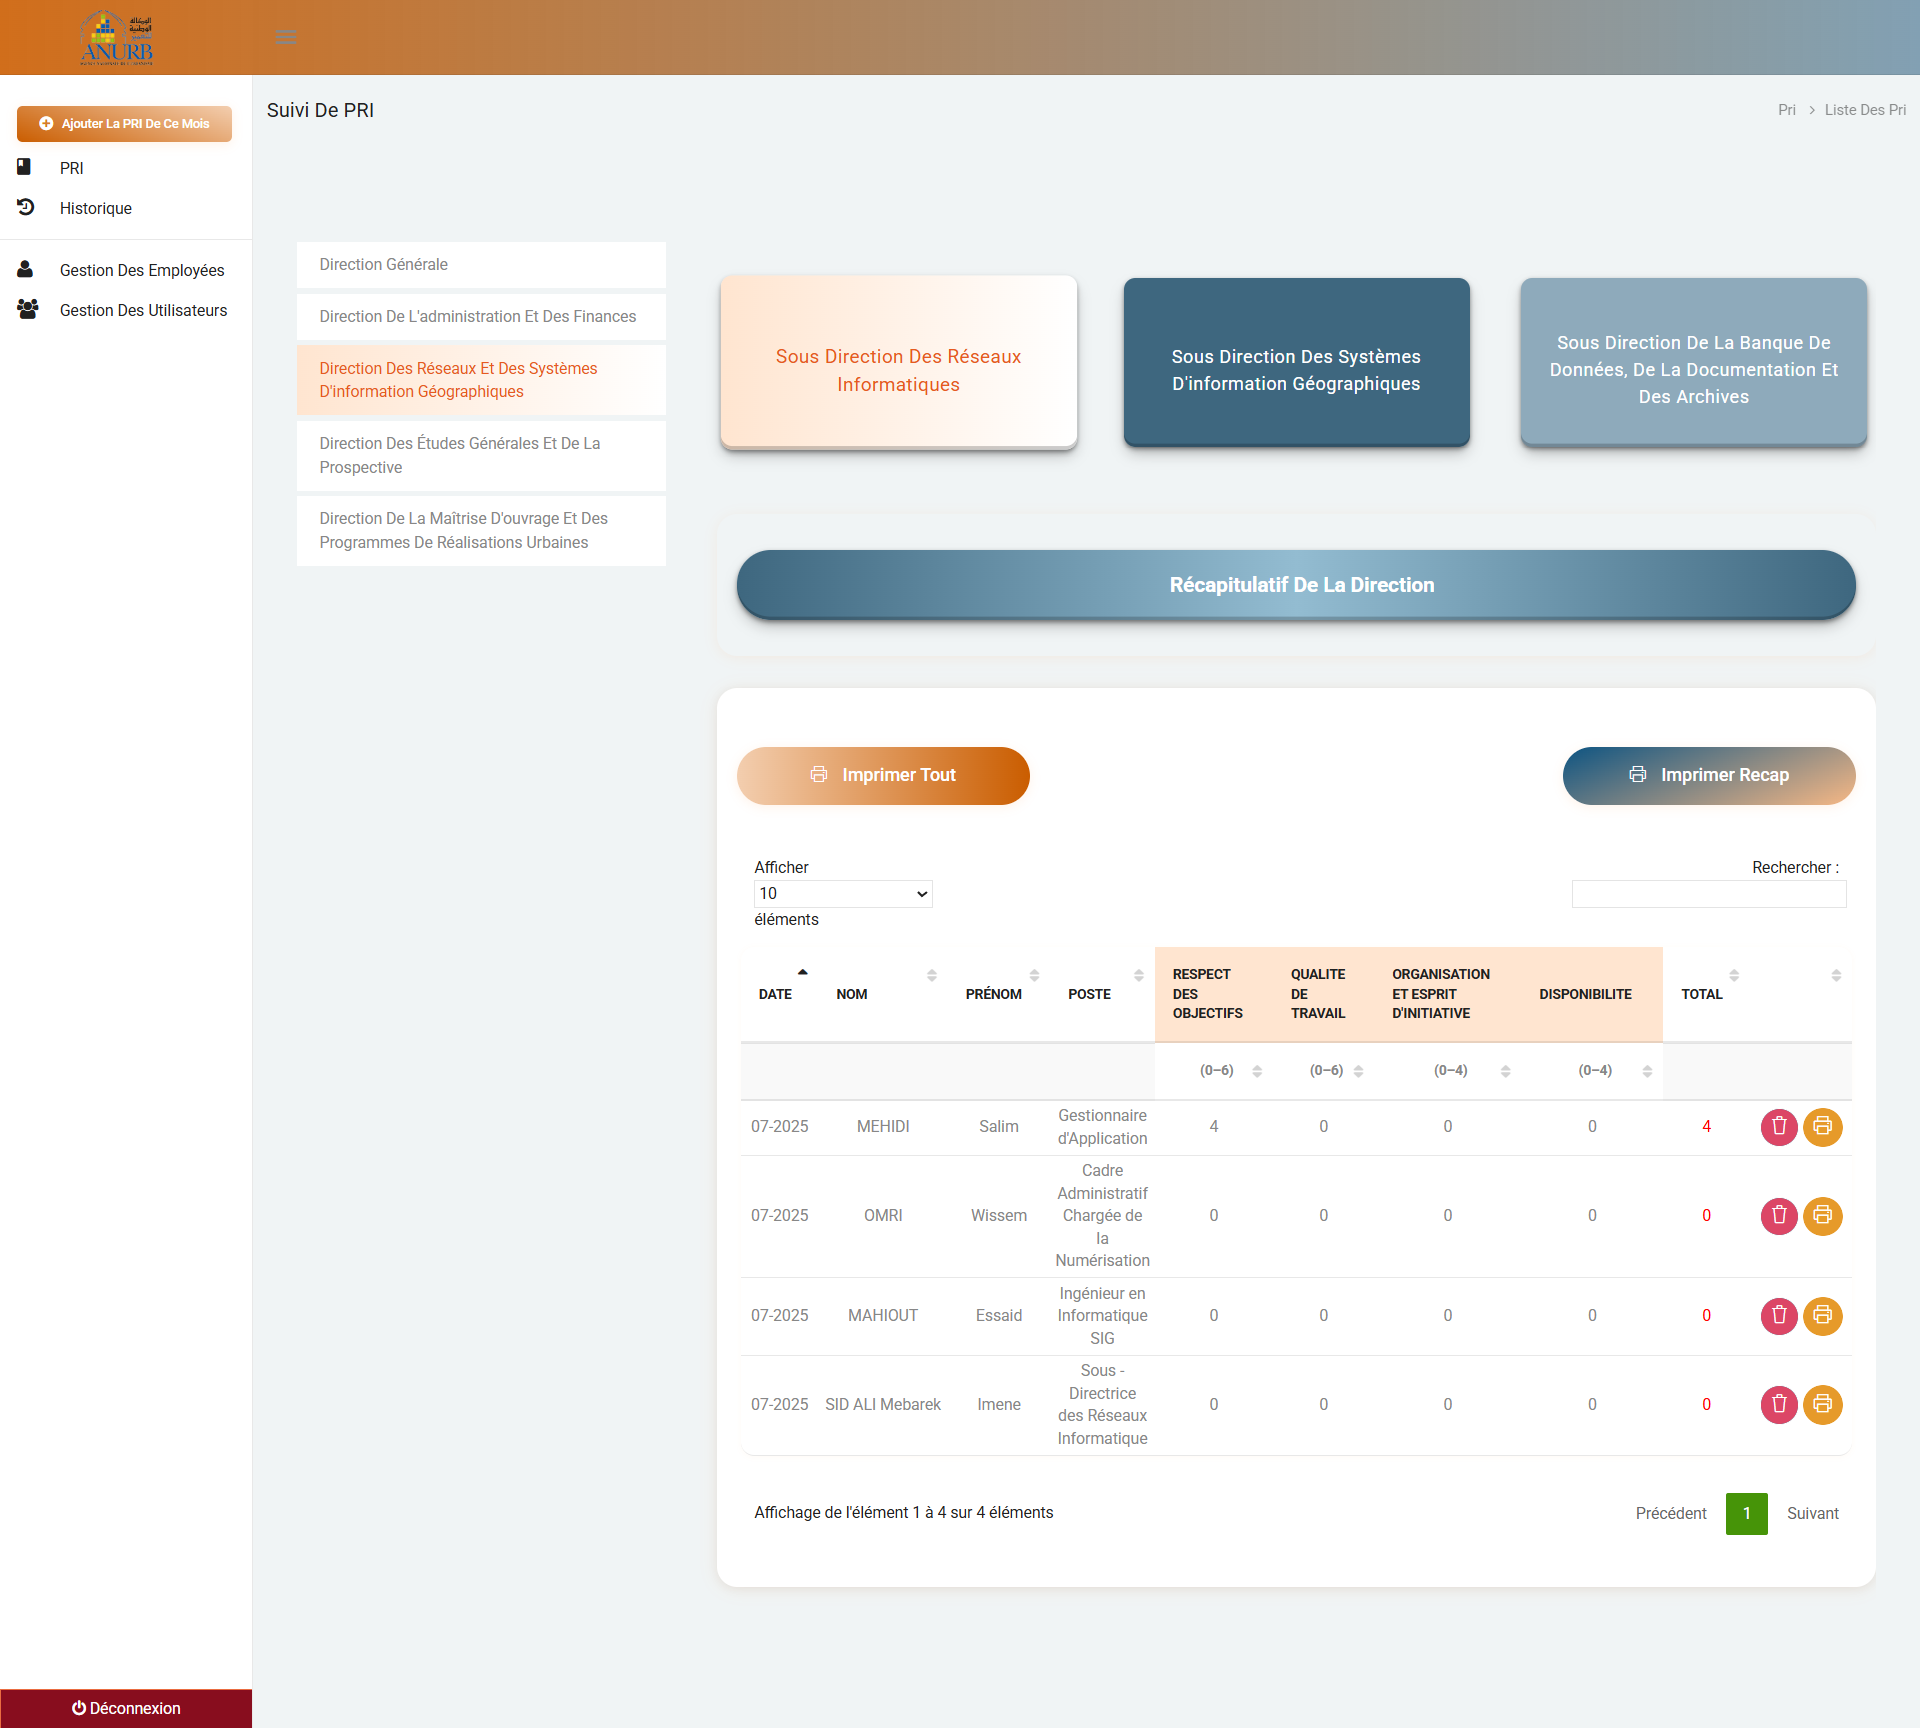 الوكالة
الوطنية
ANURB
Suivi De PRI
Pri > Liste Des Pri
Ajouter La PRI De Ce Mois
PRI
Historique
Gestion Des Employées
Gestion Des Utilisateurs
Direction Générale
Direction De L'administration Et Des Finances
Direction Des Réseaux Et Des Systèmes
D'information Géographiques
Direction Des Études Générales Et De La
Prospective
Direction De La Maîtrise D'ouvrage Et Des
Programmes De Réalisations Urbaines
Sous Direction Des Réseaux
Informatiques
Sous Direction Des Systèmes
D'information Géographiques
Sous Direction De La Banque De
Données, De La Documentation Et
Des Archives
Récapitulatif De La Direction
Imprimer Tout
Imprimer Recap
Afficher
10
éléments
Rechercher :
DATE NOM PRÉNOM POSTE RESPECT DES OBJECTIFS QUALITE DE TRAVAIL ORGANISATION ET ESPRIT D'INITIATIVE DISPONIBILITE TOTAL
(0–6) (0–6) (0–4) (0–4)
07-2025 MEHIDI Salim Gestionnaire d'Application 4 0 0 0 4
07-2025 OMRI Wissem Cadre Administratif Chargée de la Numérisation 0 0 0 0 0
07-2025 MAHIOUT Essaid Ingénieur en Informatique SIG 0 0 0 0 0
07-2025 SID ALI Mebarek Imene Sous - Directrice des Réseaux Informatique 0 0 0 0 0
Affichage de l'élément 1 à 4 sur 4 éléments
Précédent 1 Suivant
Déconnexion